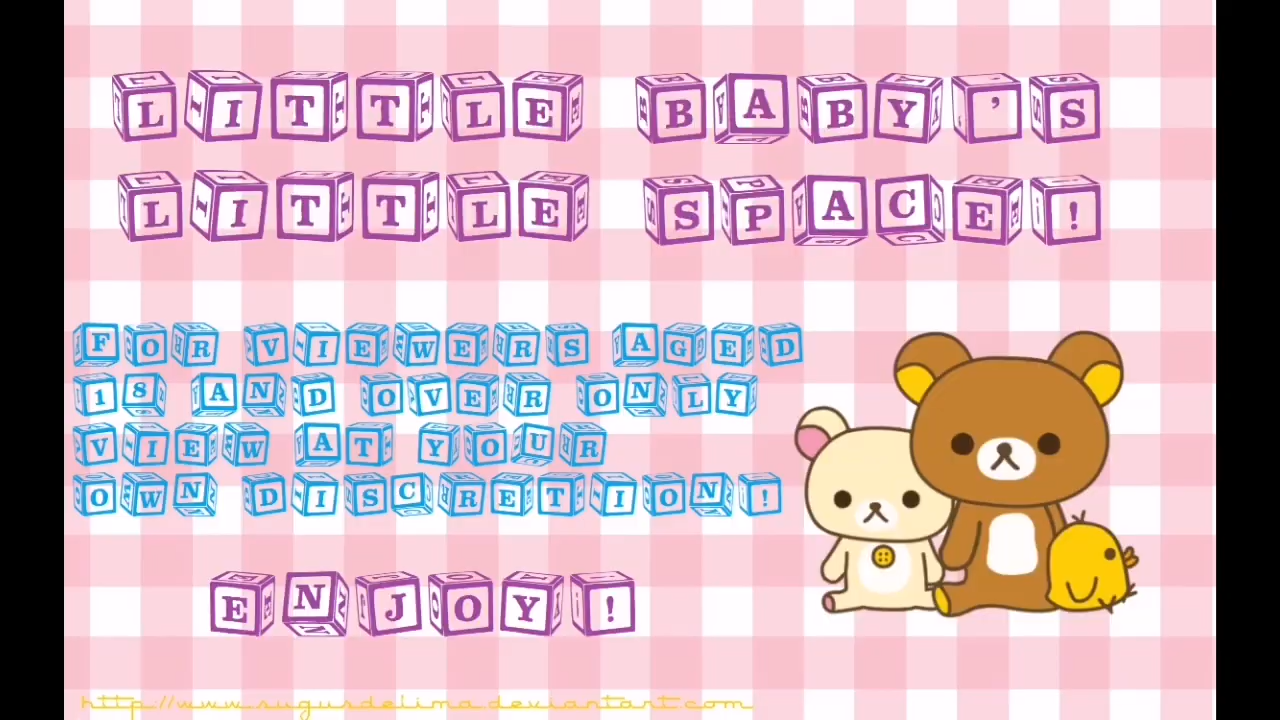 LITTLE BABY'S
LITTLE SPACE!
FOR VIEWERS AGED
18 AND OVER ONLY
VIEW AT YOUR
OWN DISCRETION!
ENJOY!
http://www.sugusdelima.deviantart.com